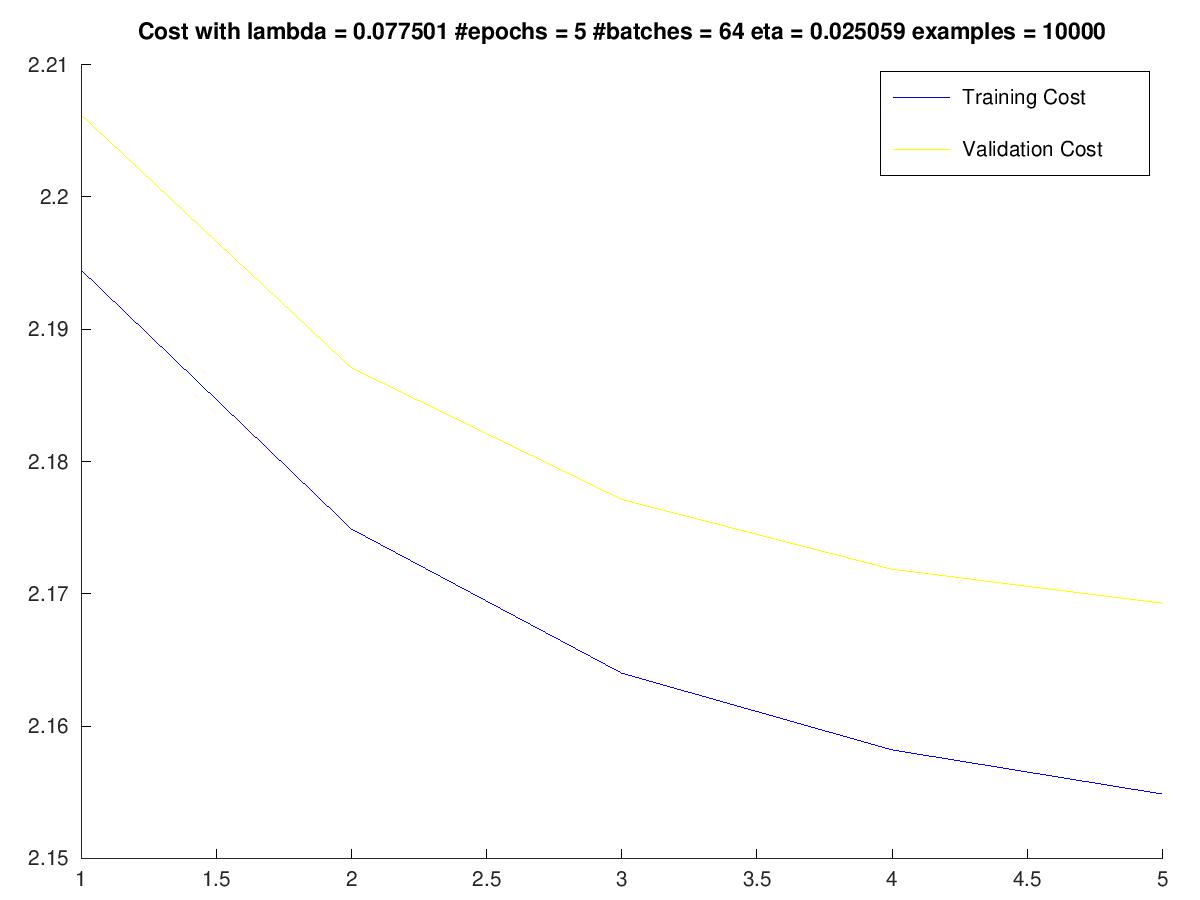 Cost with lambda = 0.077501 #epochs = 5 #batches = 64 eta = 0.025059 examples = 10000
2.21
2.2
2.19
2.18
2.17
2.16
2.15
Training Cost
Validation Cost
1 1.5 2 2.5 3 3.5 4 4.5 5